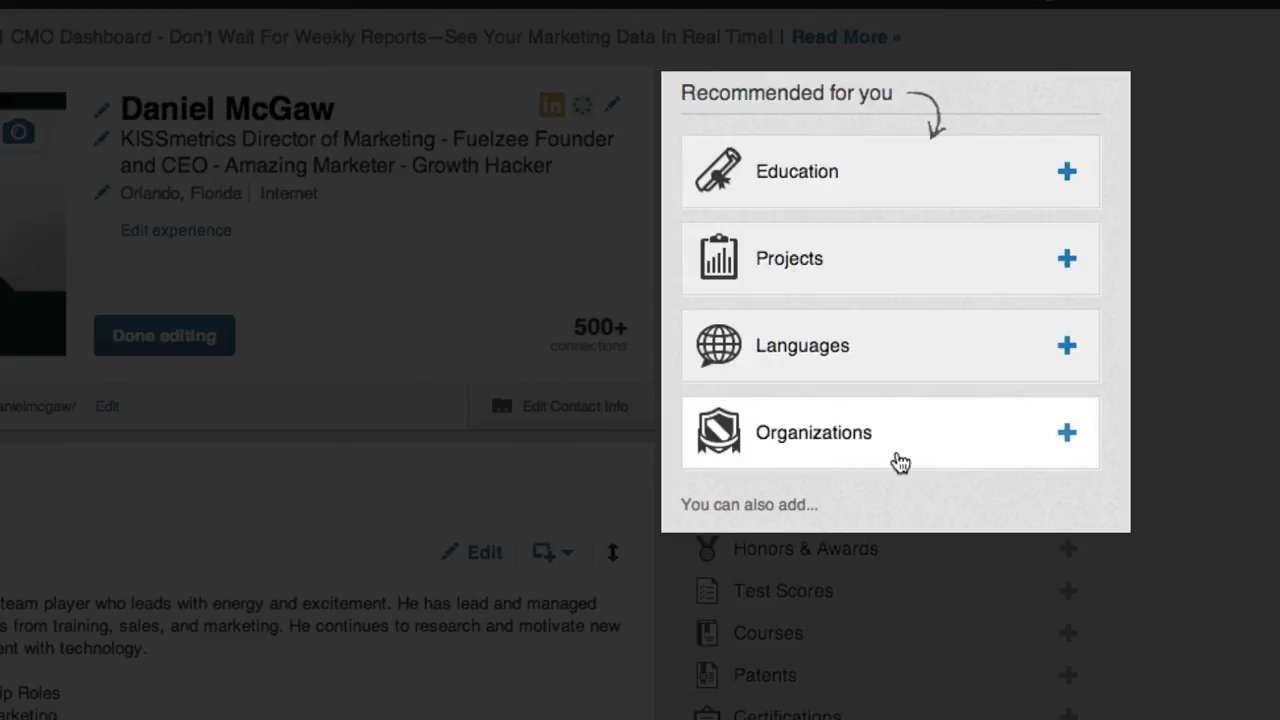 CMO Dashboard - Don't Wait For Weekly Reports—See Your Marketing Data In Real Time! | Read More »
Daniel McGaw
in
KISSmetrics Director of Marketing - Fuelzee Founder
and CEO - Amazing Marketer - Growth Hacker
Orlando, Florida | Internet
Edit experience
Done editing
500+
connections
anielmcgaw/ Edit
Edit Contact Info
Recommended for you
Education
Projects
Languages
Organizations
You can also add...
Honors & Awards
Test Scores
Courses
Patents
Certifications
Edit
team player who leads with energy and excitement. He has lead and managed
s from training, sales, and marketing. He continues to research and motivate new
ent with technology.
ip Roles
arketing